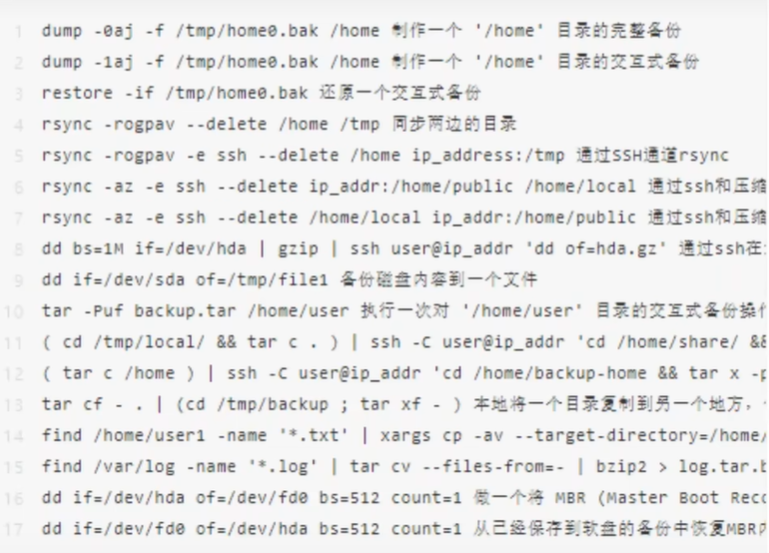 1 dump -0aj -f /tmp/home0.bak /home 制作一个 '/home' 目录的完整备份
2 dump -1aj -f /tmp/home0.bak /home 制作一个 '/home' 目录的交互式备份
3 restore -if /tmp/home0.bak 还原一个交互式备份
4 rsync -rogpav --delete /home /tmp 同步两边的目录
5 rsync -rogpav -e ssh --delete /home ip_address:/tmp 通过SSH通道rsync
6 rsync -az -e ssh --delete ip_addr:/home/public /home/local 通过ssh和压缩
7 rsync -az -e ssh --delete /home/local ip_addr:/home/public 通过ssh和压缩
8 dd bs=1M if=/dev/hda | gzip | ssh user@ip_addr 'dd of=hda.gz' 通过ssh在
9 dd if=/dev/sda of=/tmp/file1 备份磁盘内容到一个文件
10 tar -Puf backup.tar /home/user 执行一次对 '/home/user' 目录的交互式备份操作
11 ( cd /tmp/local/ && tar c . ) | ssh -C user@ip_addr 'cd /home/share/ &&
12 ( tar c /home ) | ssh -C user@ip_addr 'cd /home/backup-home && tar x -p
13 tar cf - . | (cd /tmp/backup ; tar xf - ) 本地将一个目录复制到另一个地方，
14 find /home/user1 -name '*.txt' | xargs cp -av --target-directory=/home/
15 find /var/log -name '*.log' | tar cv --files-from=- | bzip2 > log.tar.b
16 dd if=/dev/hda of=/dev/fd0 bs=512 count=1 做一个将 MBR (Master Boot Reco
17 dd if=/dev/fd0 of=/dev/hda bs=512 count=1 从已经保存到软盘的备份中恢复MBR内